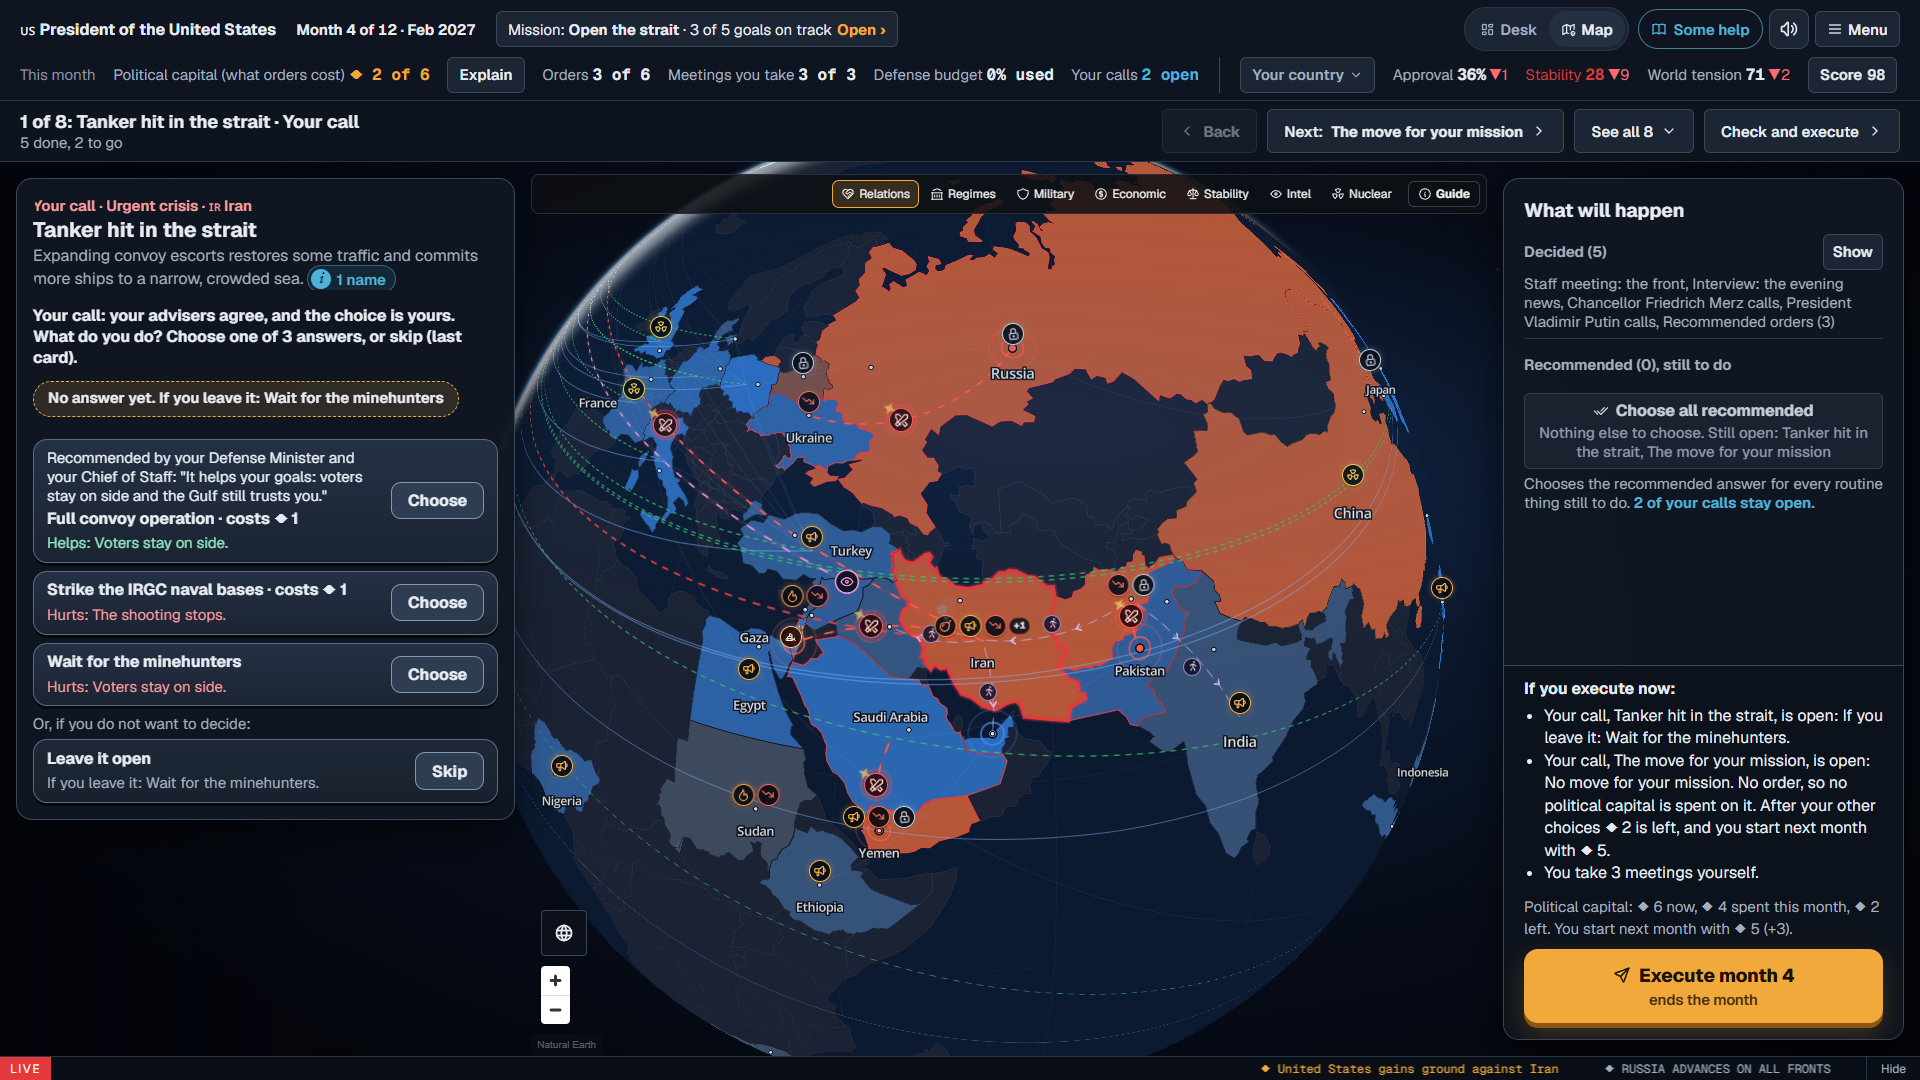 US President of the United States
Month 4 of 12 · Feb 2027
Mission: Open the strait · 3 of 5 goals on track Open ›
Desk
Map
Some help
Menu
This month
Political capital (what orders cost) ◆ 2 of 6
Explain
Orders 3 of 6
Meetings you take 3 of 3
Defense budget 0% used
Your calls 2 open
Your country
Approval 36% ▼1
Stability 28 ▼9
World tension 71 ▼2
Score 98
1 of 8: Tanker hit in the strait · Your call
5 done, 2 to go
Back
Next: The move for your mission
See all 8
Check and execute
Your call · Urgent crisis · IR Iran
Tanker hit in the strait
Expanding convoy escorts restores some traffic and commits
more ships to a narrow, crowded sea. i 1 name
Your call: your advisers agree, and the choice is yours.
What do you do? Choose one of 3 answers, or skip (last
card).
No answer yet. If you leave it: Wait for the minehunters
Recommended by your Defense Minister and
your Chief of Staff: "It helps your goals: voters
stay on side and the Gulf still trusts you."
Full convoy operation · costs ◆ 1
Helps: Voters stay on side.
Choose
Strike the IRGC naval bases · costs ◆ 1
Hurts: The shooting stops.
Choose
Wait for the minehunters
Hurts: Voters stay on side.
Choose
Or, if you do not want to decide:
Leave it open
If you leave it: Wait for the minehunters.
Skip
Relations
Regimes
Military
Economic
Stability
Intel
Nuclear
Guide
Russia
Japan
France
Ukraine
China
Turkey
Gaza
+1
Iran
Pakistan
Egypt
Saudi Arabia
India
Indonesia
Nigeria
Sudan
Yemen
Ethiopia
+
−
Natural Earth
What will happen
Decided (5)
Show
Staff meeting: the front, Interview: the evening
news, Chancellor Friedrich Merz calls, President
Vladimir Putin calls, Recommended orders (3)
Recommended (0), still to do
Choose all recommended
Nothing else to choose. Still open: Tanker hit in
the strait, The move for your mission
Chooses the recommended answer for every routine
thing still to do. 2 of your calls stay open.
If you execute now:
• Your call, Tanker hit in the strait, is open: If you
leave it: Wait for the minehunters.
• Your call, The move for your mission, is open:
No move for your mission. No order, so no
political capital is spent on it. After your other
choices ◆ 2 is left, and you start next month
with ◆ 5.
• You take 3 meetings yourself.
Political capital: ◆ 6 now, ◆ 4 spent this month, ◆ 2
left. You start next month with ◆ 5 (+3).
Execute month 4
ends the month
LIVE
◆ United States gains ground against Iran
◆ RUSSIA ADVANCES ON ALL FRONTS
Hide